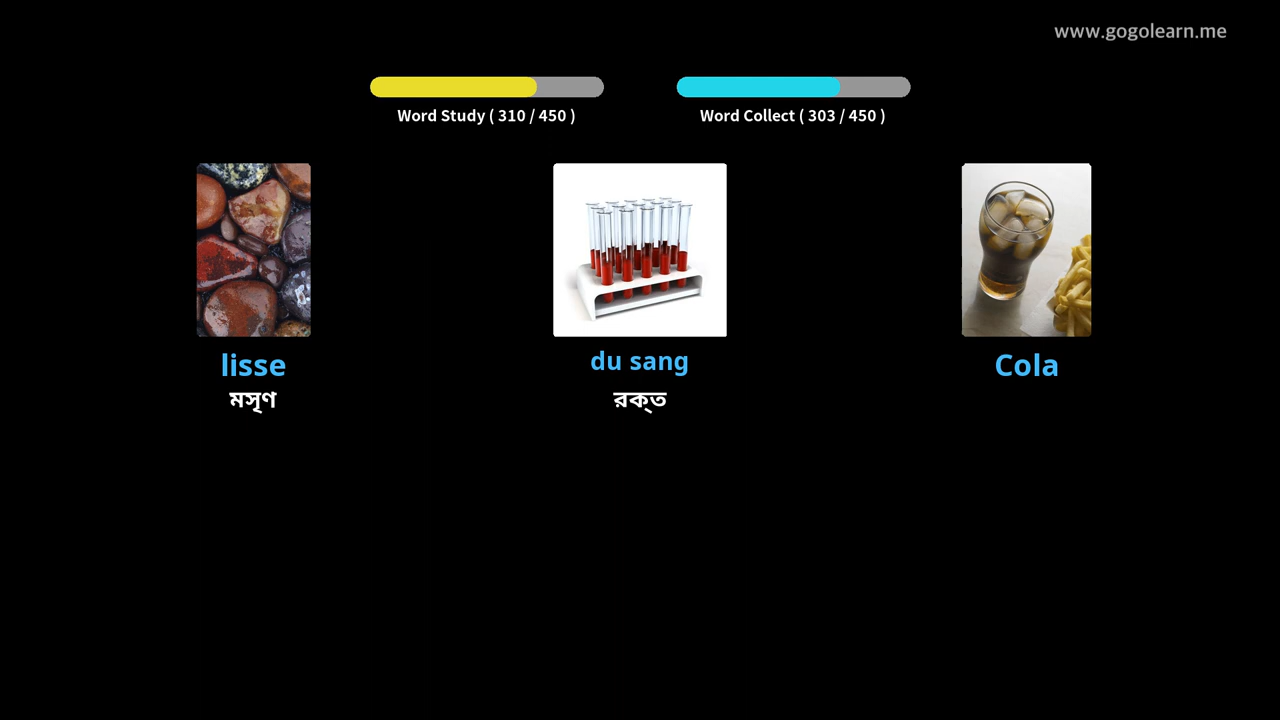 www.gogolearn.me
Word Study ( 310 / 450 )
Word Collect ( 303 / 450 )
lisse
du sang
Cola
মসৃণ
রক্ত